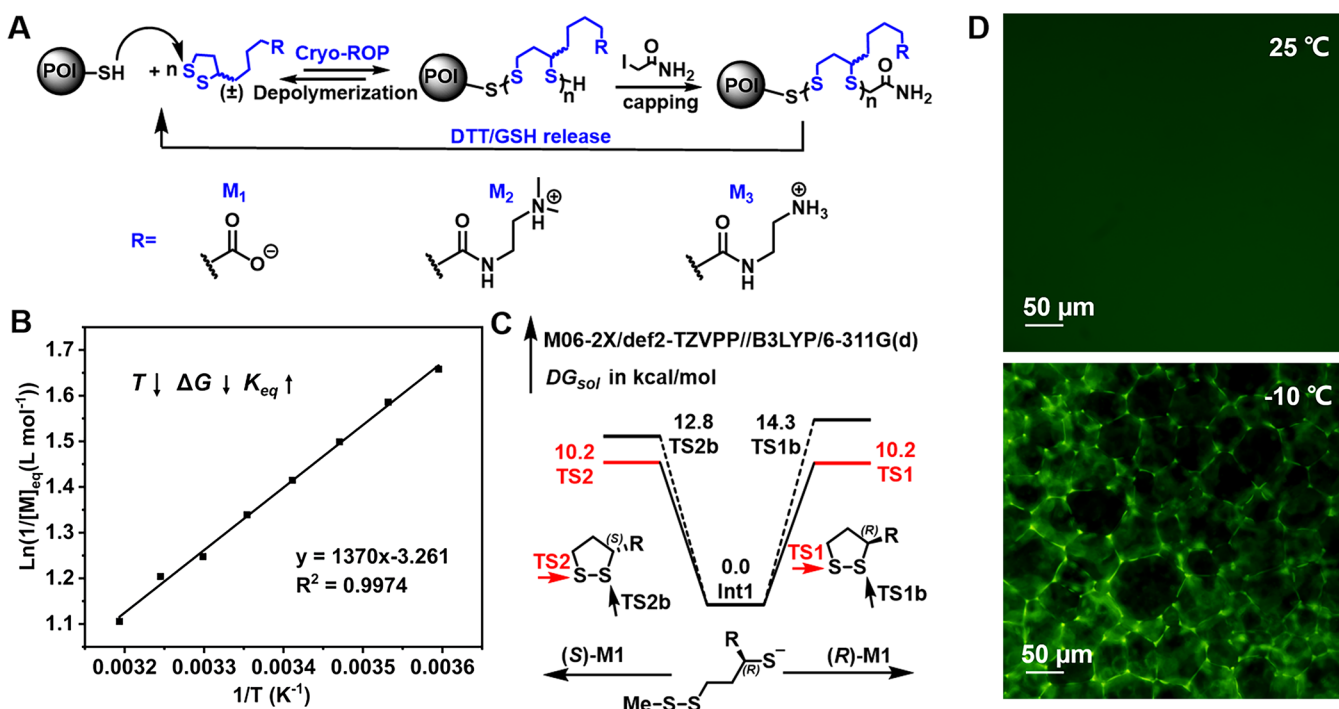 A
POI
SH
+ n
S
S
R
(±)
Cryo-ROP
Depolymerization
POI
S
S
S
H
n
R
I
O
NH2
capping
POI
S
S
S
n
R
O
NH2
DTT/GSH release
R=
M1
O
O
⊖
M2
O
N
H
N
H
⊕
M3
O
N
H
NH3
⊕
B
Ln(1/[M]eq(L mol-1))
1.7
1.6
1.5
1.4
1.3
1.2
1.1
T ↓ ΔG ↓ Keq ↑
y = 1370x-3.261
R2 = 0.9974
0.0032 0.0033 0.0034 0.0035 0.0036
1/T (K-1)
C
M06-2X/def2-TZVPP//B3LYP/6-311G(d)
DGsol in kcal/mol
12.8
TS2b
14.3
TS1b
10.2
TS2
10.2
TS1
0.0
Int1
TS2
(S)
R
S–S
TS2b
TS1
(R)
R
S–S
TS1b
(S)-M1
R
S−
(R)
Me–S–S
(R)-M1
D
25 ℃
50 µm
-10 ℃
50 µm